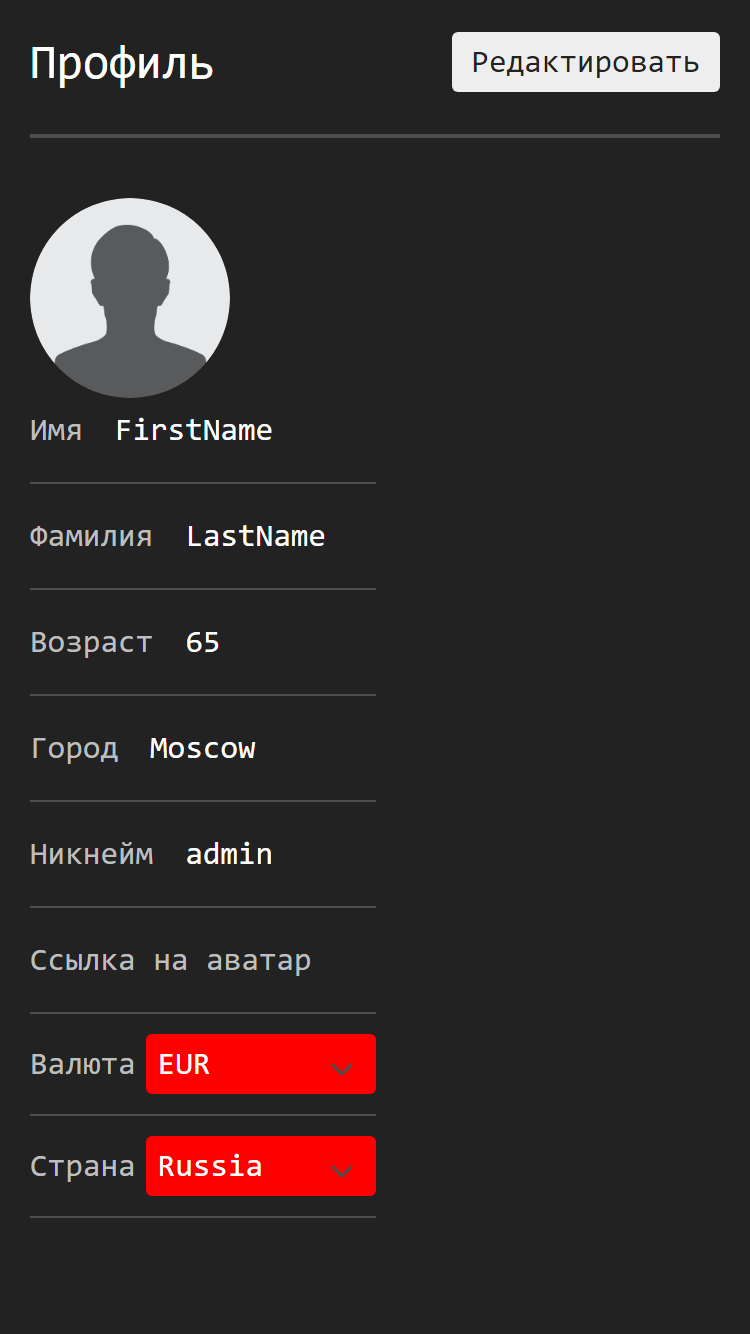 Профиль Редактировать
Имя FirstName
Фамилия LastName
Возраст 65
Город Moscow
Никнейм admin
Ссылка на аватар
Валюта EUR
Страна Russia